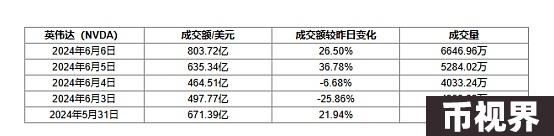 英伟达（NVDA） 成交额/美元 成交额较昨日变化 成交量
2024年6月6日 803.72亿 26.50% 6646.96万
2024年6月5日 635.34亿 36.78% 5284.02万
2024年6月4日 464.51亿 -6.68% 4033.24万
2024年6月3日 497.77亿 -25.86%
2024年5月31日 671.39亿 21.94%
币视界